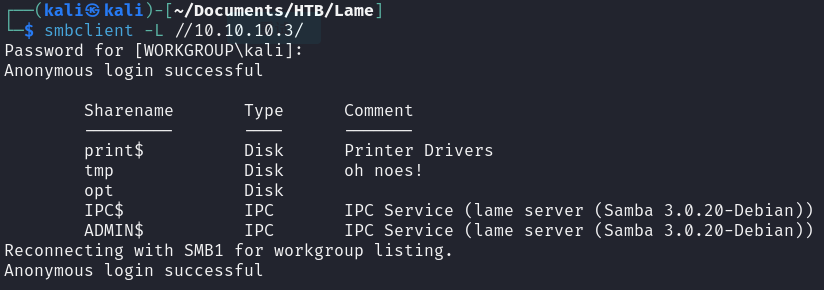 ┌──(kali㉿kali)-[~/Documents/HTB/Lame]
└─$ smbclient -L //10.10.10.3/
Password for [WORKGROUP\kali]:
Anonymous login successful
Sharename Type Comment
--------- ---- -------
print$ Disk Printer Drivers
tmp Disk oh noes!
opt Disk
IPC$ IPC IPC Service (lame server (Samba 3.0.20-Debian))
ADMIN$ IPC IPC Service (lame server (Samba 3.0.20-Debian))
Reconnecting with SMB1 for workgroup listing.
Anonymous login successful